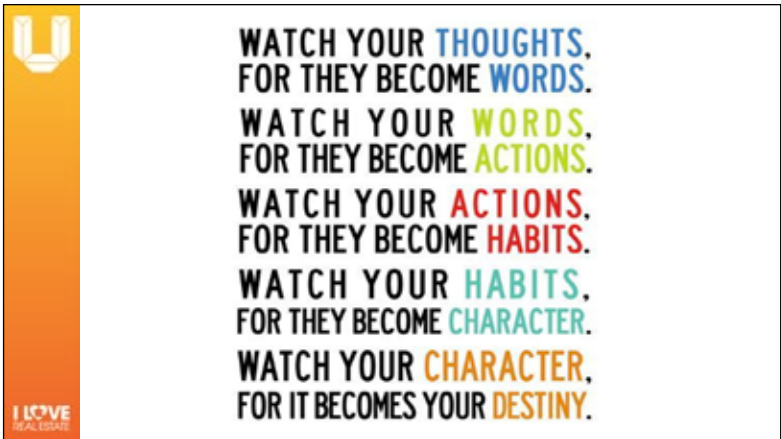 WATCH YOUR THOUGHTS,
FOR THEY BECOME WORDS.
WATCH YOUR WORDS,
FOR THEY BECOME ACTIONS.
WATCH YOUR ACTIONS,
FOR THEY BECOME HABITS.
WATCH YOUR HABITS,
FOR THEY BECOME CHARACTER.
WATCH YOUR CHARACTER,
FOR IT BECOMES YOUR DESTINY.
U
I LOVE
REAL ESTATE